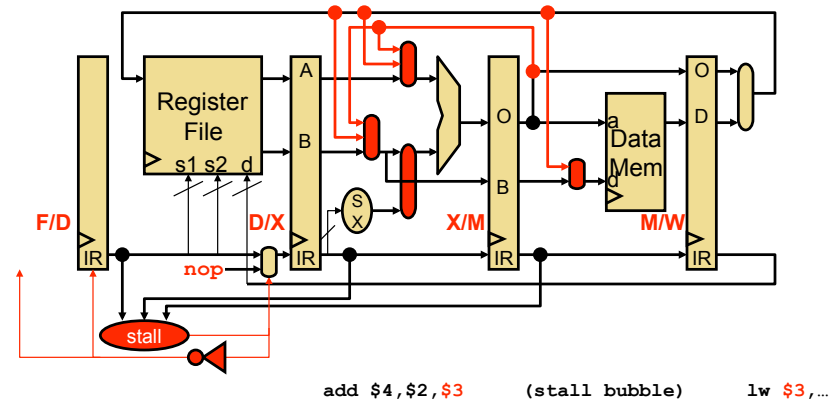 A
O
O
Register
File
B
a
D
Data
Mem
s1 s2 d
S
X
B
d
F/D
D/X
X/M
M/W
IR
IR
IR
IR
nop
stall
add $4,$2,$3 (stall bubble) lw $3,…